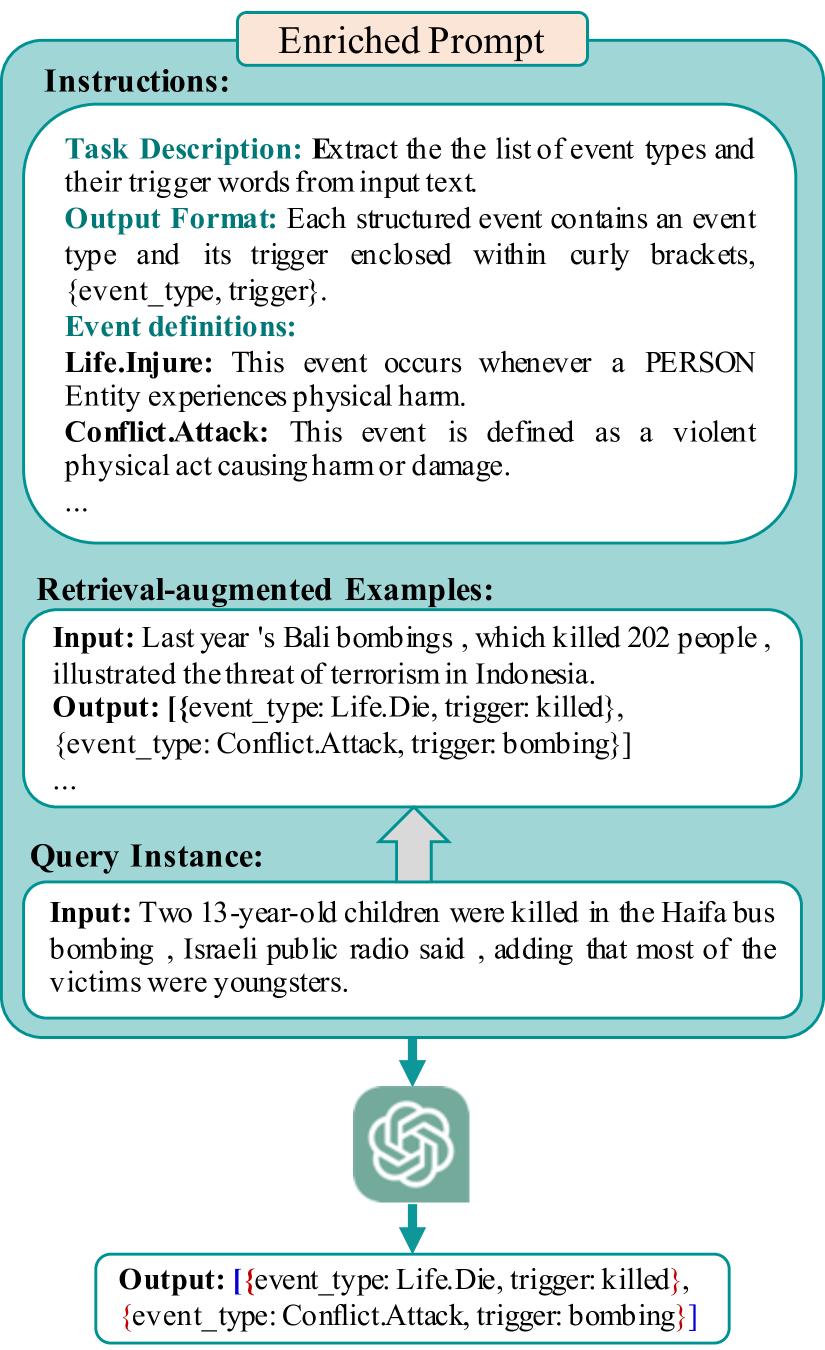 Enriched Prompt
Instructions:
Task Description: Extract the the list of event types and
their trigger words from input text.
Output Format: Each structured event contains an event
type and its trigger enclosed within curly brackets,
{event_type, trigger}.
Event definitions:
Life.Injure: This event occurs whenever a PERSON
Entity experiences physical harm.
Conflict.Attack: This event is defined as a violent
physical act causing harm or damage.
...
Retrieval-augmented Examples:
Input: Last year 's Bali bombings , which killed 202 people ,
illustrated the threat of terrorism in Indonesia.
Output: [{event_type: Life.Die, trigger: killed},
{event_type: Conflict.Attack, trigger: bombing}]
...
Query Instance:
Input: Two 13-year-old children were killed in the Haifa bus
bombing , Israeli public radio said , adding that most of the
victims were youngsters.
Output: [{event_type: Life.Die, trigger: killed},
{event_type: Conflict.Attack, trigger: bombing}]